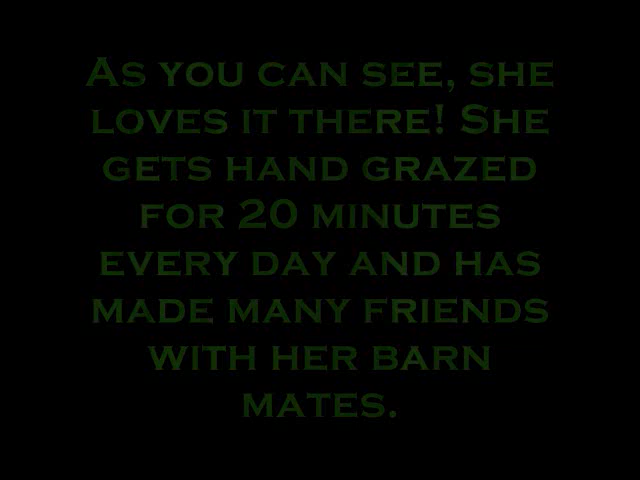 As you can see, she
loves it there! She
gets hand grazed
for 20 minutes
every day and has
made many friends
with her barn
mates.